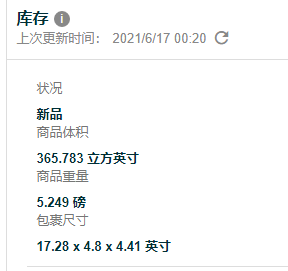 库存
上次更新时间： 2021/6/17 00:20
状况
新品
商品体积
365.783 立方英寸
商品重量
5.249 磅
包裹尺寸
17.28 x 4.8 x 4.41 英寸